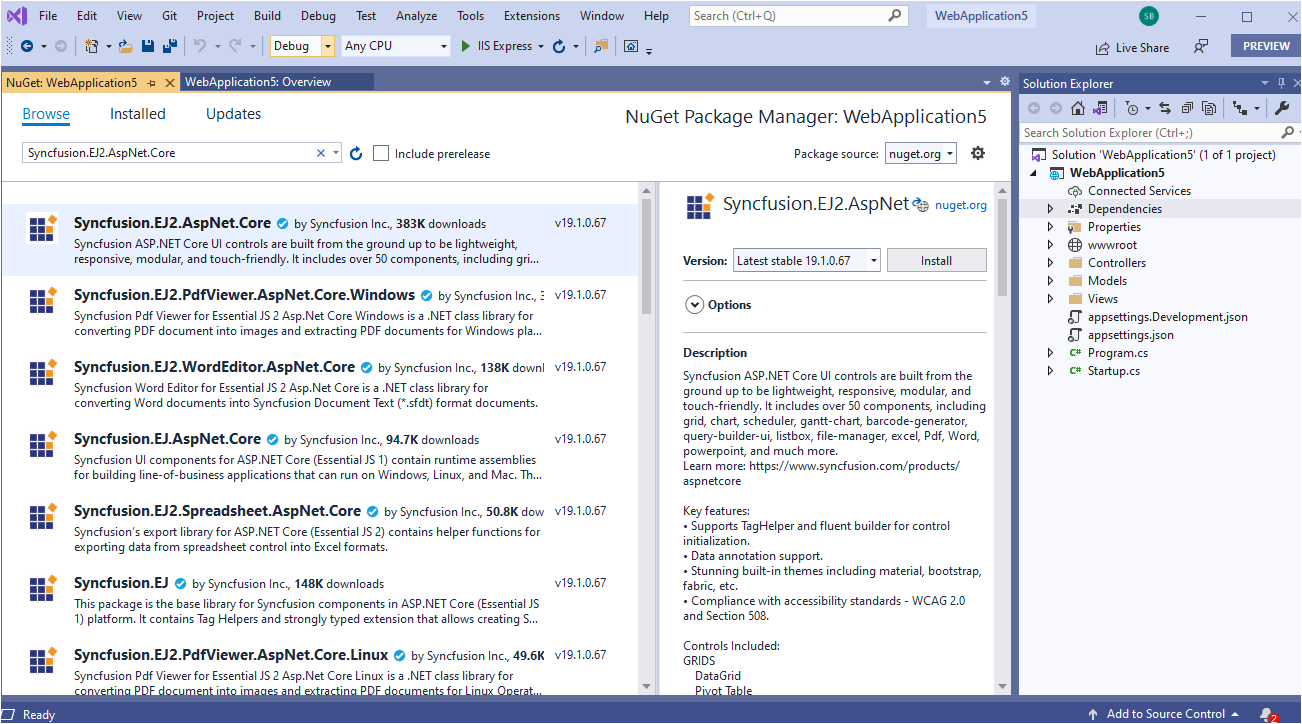 File Edit View Git Project Build Debug Test Analyze Tools Extensions Window Help Search (Ctrl+Q) WebApplication5 SB
Debug Any CPU IIS Express Live Share PREVIEW
NuGet: WebApplication5 WebApplication5: Overview
Browse Installed Updates
NuGet Package Manager: WebApplication5
Syncfusion.EJ2.AspNet.Core Include prerelease
Package source: nuget.org
Syncfusion.EJ2.AspNet.Core by Syncfusion Inc., 383K downloads v19.1.0.67
Syncfusion ASP.NET Core UI controls are built from the ground up to be lightweight,
responsive, modular, and touch-friendly. It includes over 50 components, including gri...
Syncfusion.EJ2.PdfViewer.AspNet.Core.Windows by Syncfusion Inc., 3 v19.1.0.67
Syncfusion Pdf Viewer for Essential JS 2 Asp.Net Core Windows is a .NET class library for
converting PDF document into images and extracting PDF documents for Windows pla...
Syncfusion.EJ2.WordEditor.AspNet.Core by Syncfusion Inc., 138K downl v19.1.0.67
Syncfusion Word Editor for Essential JS 2 Asp.Net Core is a .NET class library for
converting Word documents into Syncfusion Document Text (*.sfdt) format documents.
Syncfusion.EJ.AspNet.Core by Syncfusion Inc., 94.7K downloads v19.1.0.67
Syncfusion UI components for ASP.NET Core (Essential JS 1) contain runtime assemblies
for building line-of-business applications that can run on Windows, Linux, and Mac. Th...
Syncfusion.EJ2.Spreadsheet.AspNet.Core by Syncfusion Inc., 50.8K dow v19.1.0.67
Syncfusion's export library for ASP.NET Core (Essential JS 2) contains helper functions for
exporting data from spreadsheet control into Excel formats.
Syncfusion.EJ by Syncfusion Inc., 148K downloads v19.1.0.67
This package is the base library for Syncfusion components in ASP.NET Core (Essential JS
1) platform. It contains Tag Helpers and strongly typed extension that allows creating S...
Syncfusion.EJ2.PdfViewer.AspNet.Core.Linux by Syncfusion Inc., 49.6K v19.1.0.67
Syncfusion Pdf Viewer for Essential JS 2 Asp.Net Core Linux is a .NET class library for
converting PDF document into images and extracting PDF documents for Linux Operat...
Syncfusion.EJ2.AspNet nuget.org
Version: Latest stable 19.1.0.67 Install
Options
Description
Syncfusion ASP.NET Core UI controls are built from the
ground up to be lightweight, responsive, modular, and
touch-friendly. It includes over 50 components, including
grid, chart, scheduler, gantt-chart, barcode-generator,
query-builder-ui, listbox, file-manager, excel, Pdf, Word,
powerpoint, and much more.
Learn more: https://www.syncfusion.com/products/
aspnetcore
Key features:
• Supports TagHelper and fluent builder for control
initialization.
• Data annotation support.
• Stunning built-in themes including material, bootstrap,
fabric, etc.
• Compliance with accessibility standards - WCAG 2.0
and Section 508.
Controls Included:
GRIDS
DataGrid
Pivot Table
Solution Explorer
Search Solution Explorer (Ctrl+;)
Solution 'WebApplication5' (1 of 1 project)
WebApplication5
Connected Services
Dependencies
Properties
wwwroot
Controllers
Models
Views
appsettings.Development.json
appsettings.json
C# Program.cs
C# Startup.cs
Ready Add to Source Control 2